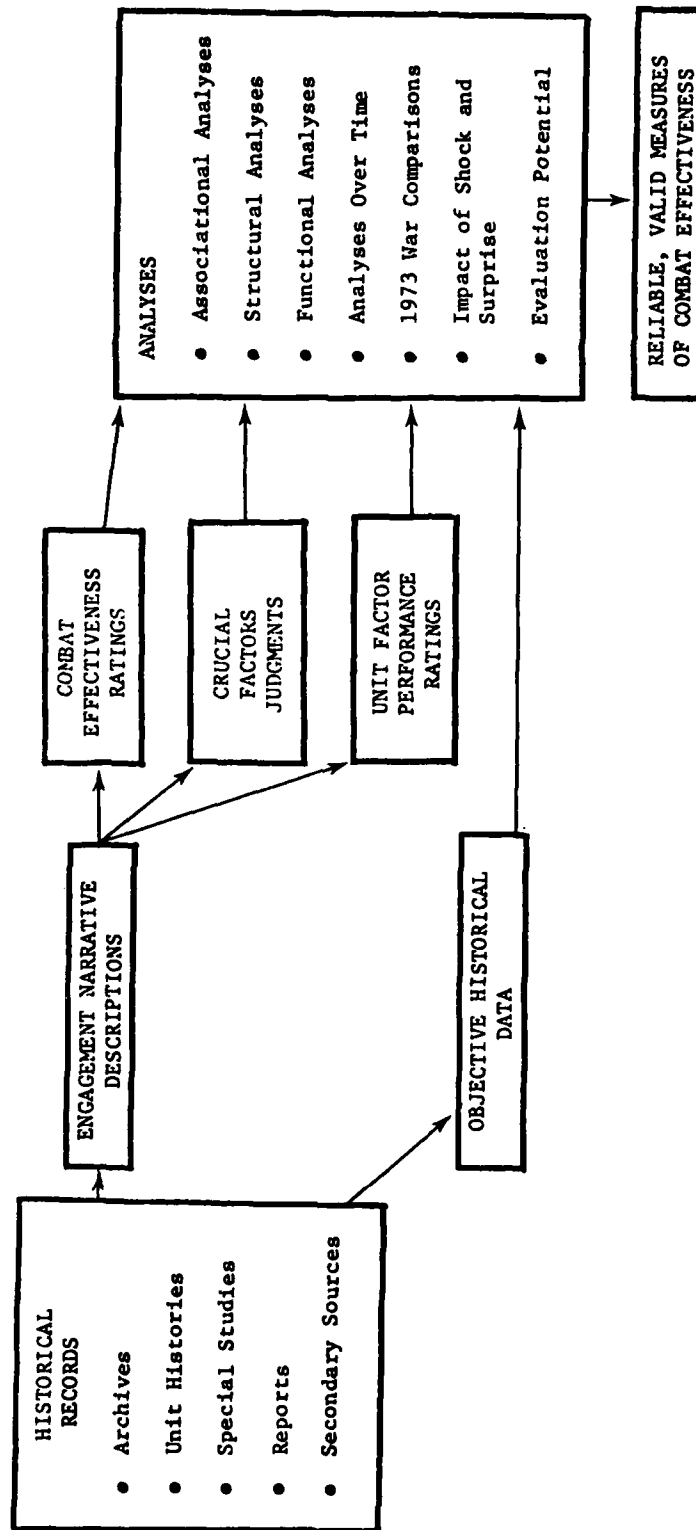 HISTORICAL
RECORDS
● Archives
● Unit Histories
● Special Studies
● Reports
● Secondary Sources
ENGAGEMENT NARRATIVE
DESCRIPTIONS
OBJECTIVE HISTORICAL
DATA
COMBAT
EFFECTIVENESS
RATINGS
CRUCIAL
FACTORS
JUDGMENTS
UNIT FACTOR
PERFORMANCE
RATINGS
ANALYSES
● Associational Analyses
● Structural Analyses
● Functional Analyses
● Analyses Over Time
● 1973 War Comparisons
● Impact of Shock and
Surprise
● Evaluation Potential
RELIABLE, VALID MEASURES
OF COMBAT EFFECTIVENESS